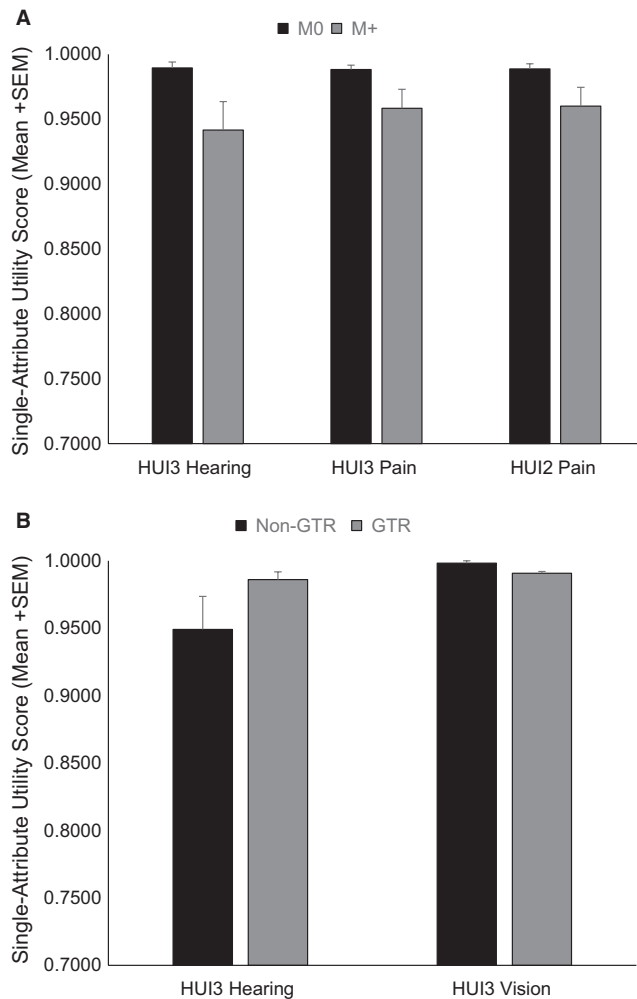 A
M0 M+
Single-Attribute Utility Score (Mean +SEM)
1.0000
0.9500
0.9000
0.8500
0.8000
0.7500
0.7000
HUI3 Hearing HUI3 Pain HUI2 Pain
B
Non-GTR GTR
Single-Attribute Utility Score (Mean +SEM)
1.0000
0.9500
0.9000
0.8500
0.8000
0.7500
0.7000
HUI3 Hearing HUI3 Vision